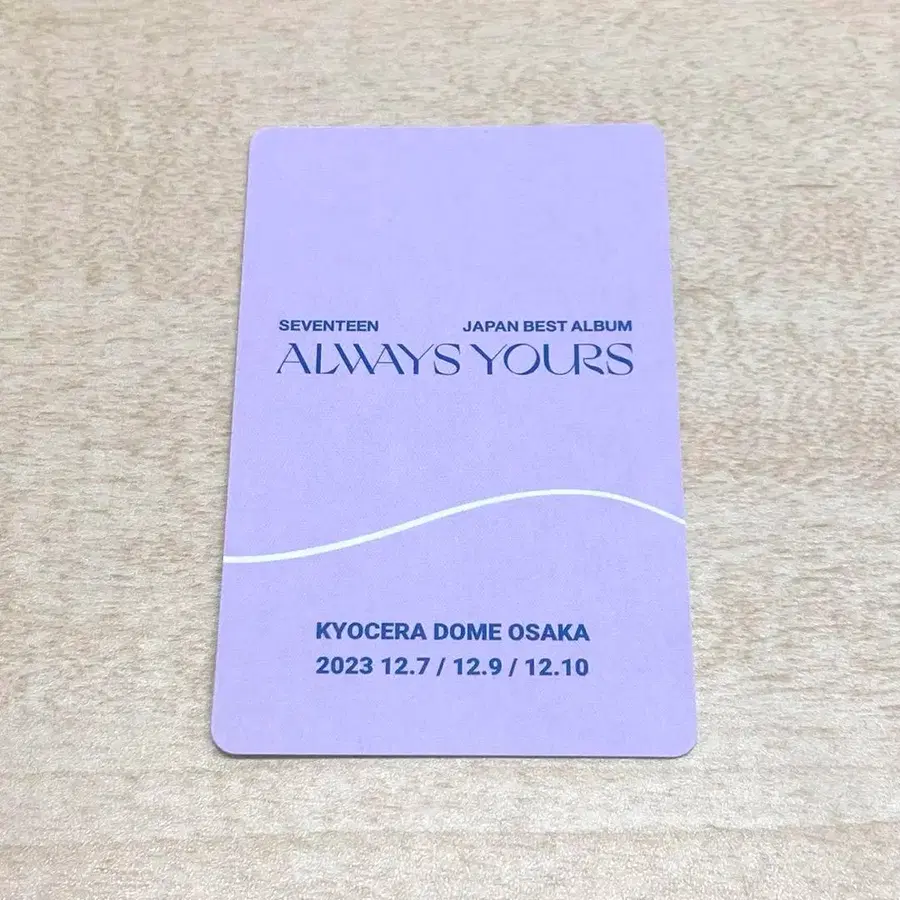 SEVENTEEN JAPAN BEST ALBUM
ALWAYS YOURS
KYOCERA DOME OSAKA
2023 12.7 / 12.9 / 12.10